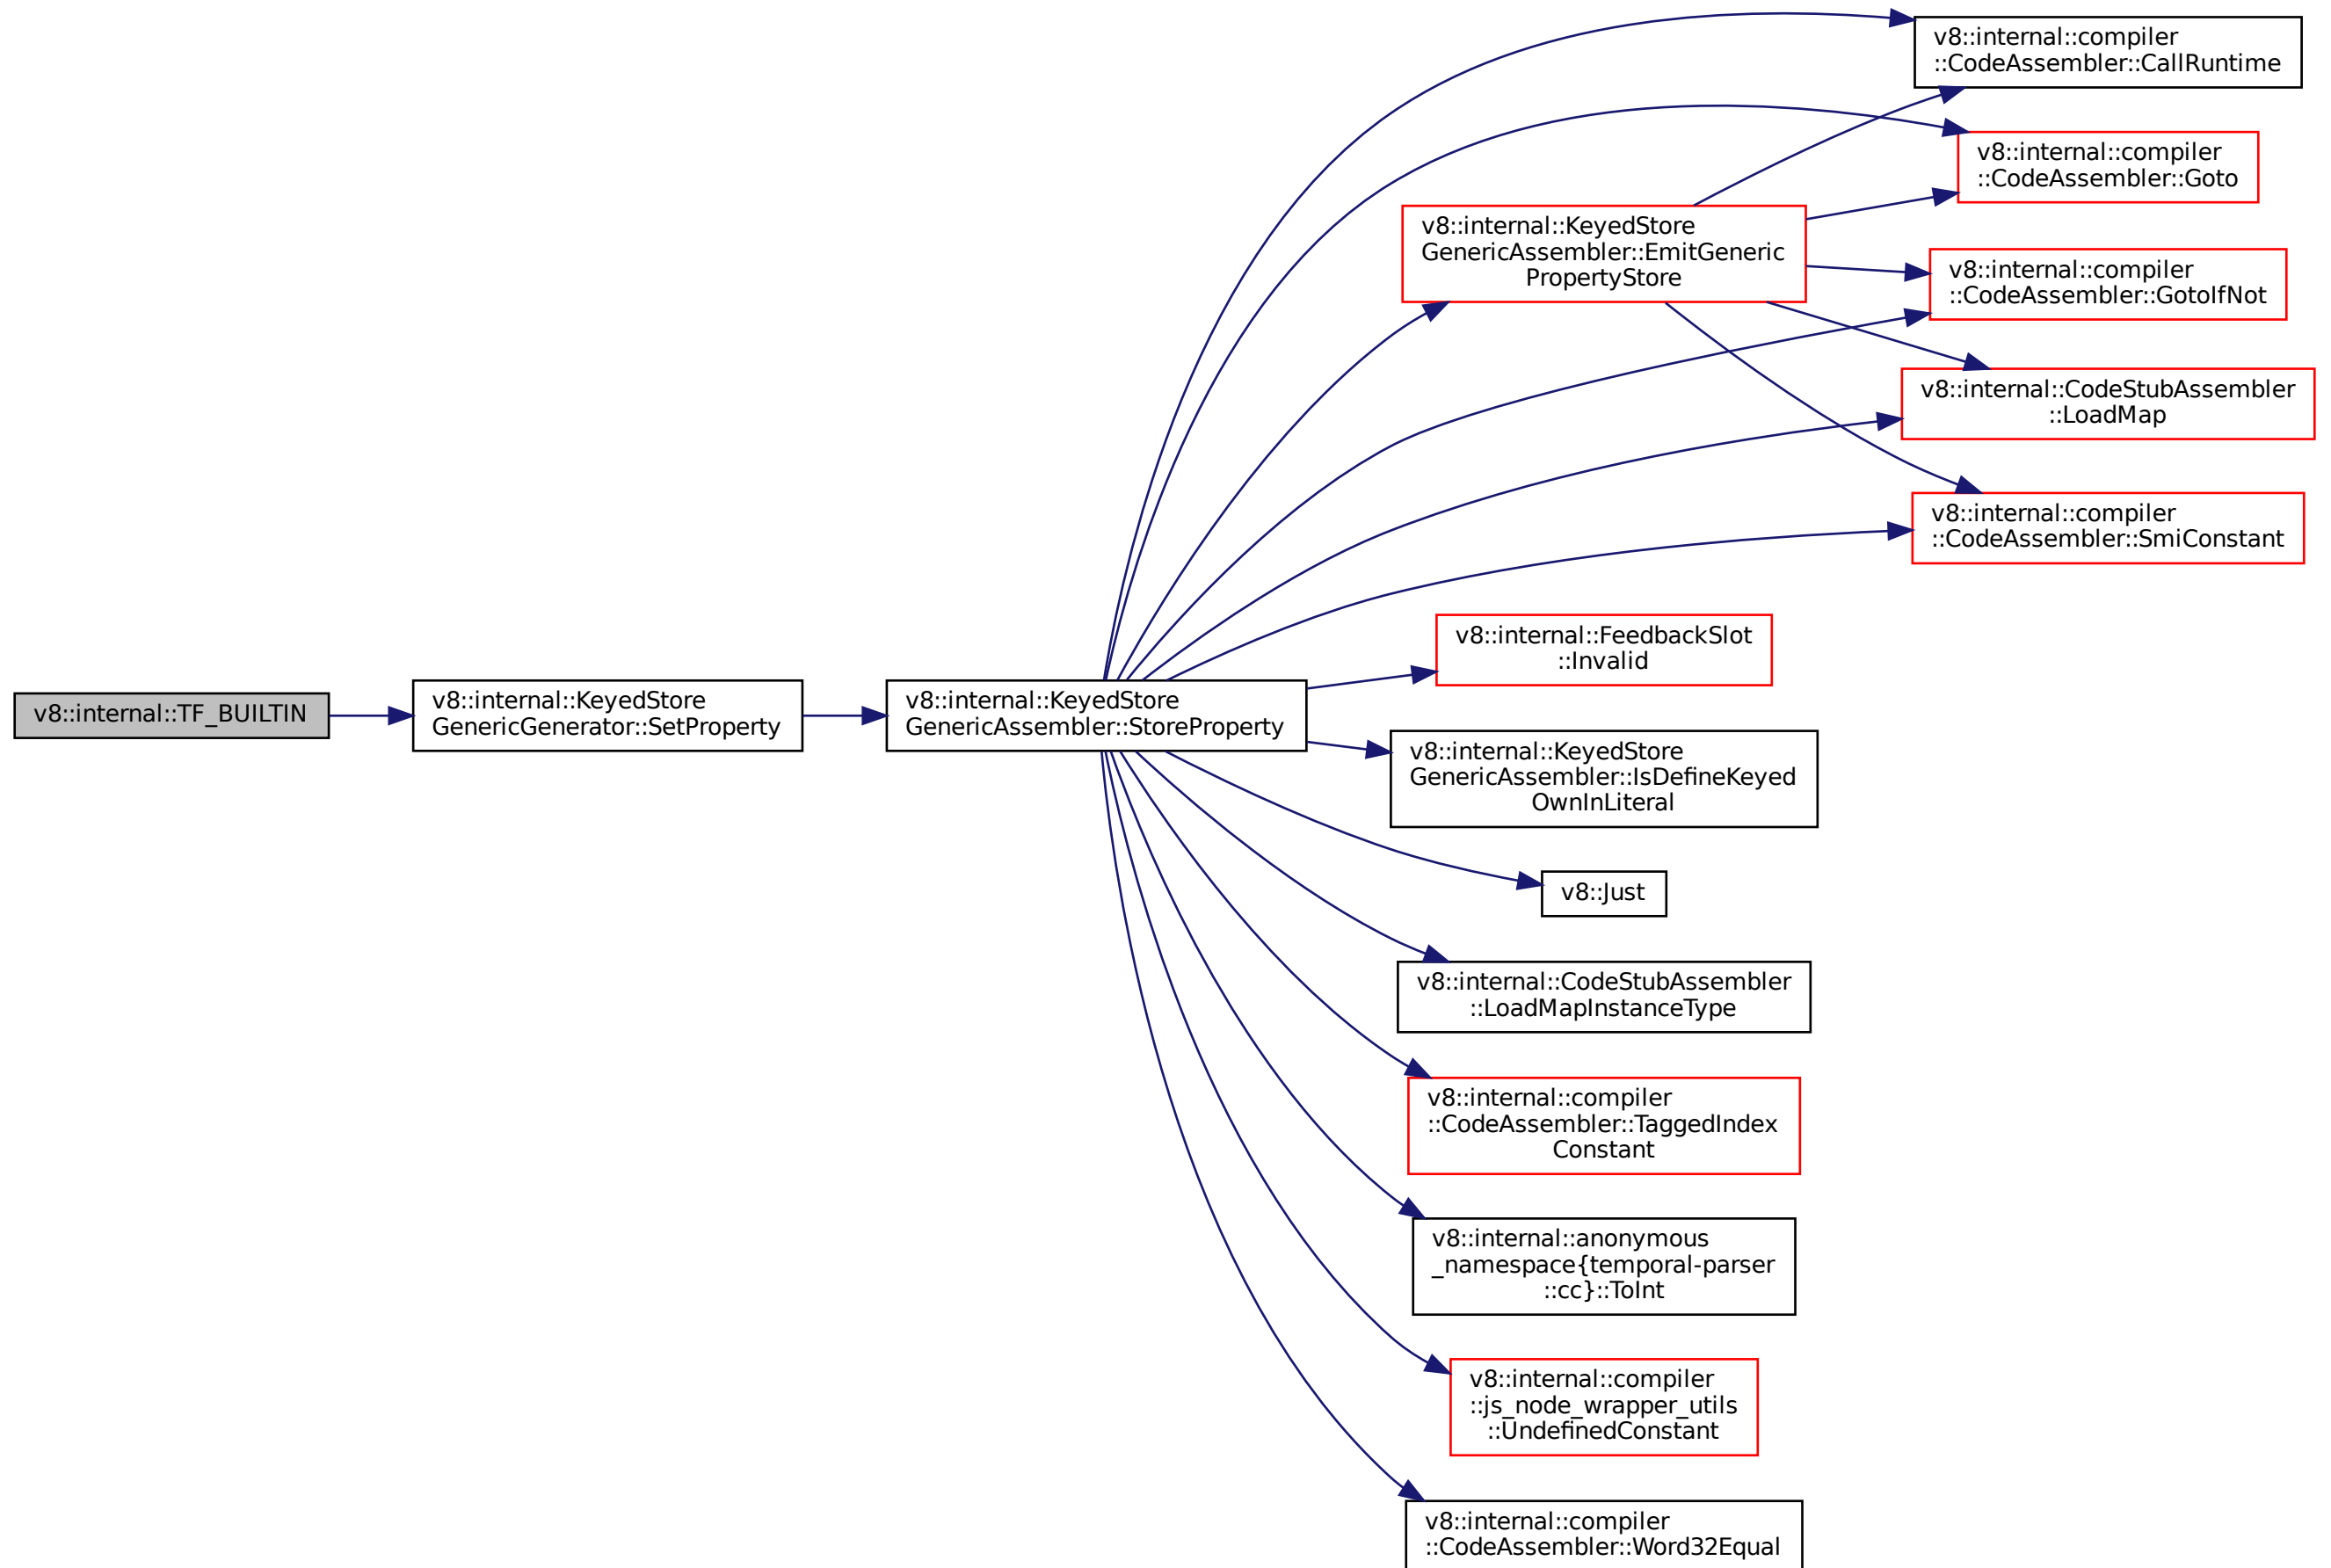 v8::internal::TF_BUILTIN
v8::internal::KeyedStore
GenericGenerator::SetProperty
v8::internal::KeyedStore
GenericAssembler::StoreProperty
v8::internal::compiler
::CodeAssembler::CallRuntime
v8::internal::compiler
::CodeAssembler::Goto
v8::internal::KeyedStore
GenericAssembler::EmitGeneric
PropertyStore
v8::internal::compiler
::CodeAssembler::GotoIfNot
v8::internal::CodeStubAssembler
::LoadMap
v8::internal::compiler
::CodeAssembler::SmiConstant
v8::internal::FeedbackSlot
::Invalid
v8::internal::KeyedStore
GenericAssembler::IsDefineKeyed
OwnInLiteral
v8::Just
v8::internal::CodeStubAssembler
::LoadMapInstanceType
v8::internal::compiler
::CodeAssembler::TaggedIndex
Constant
v8::internal::anonymous
_namespace{temporal-parser
::cc}::ToInt
v8::internal::compiler
::js_node_wrapper_utils
::UndefinedConstant
v8::internal::compiler
::CodeAssembler::Word32Equal